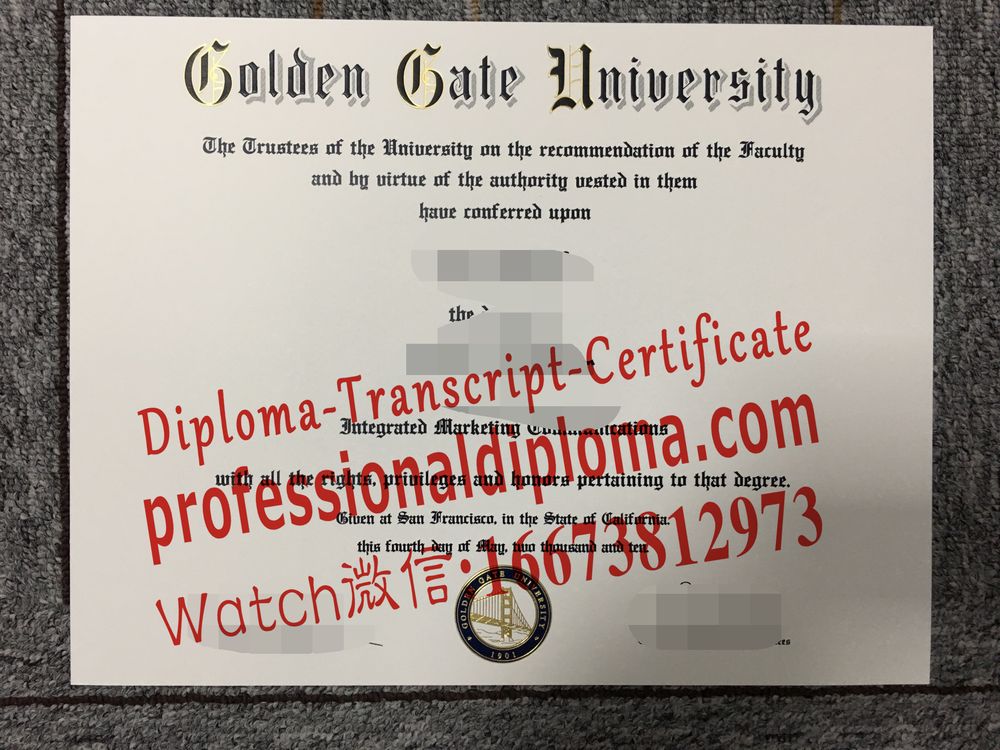 Golden Gate University
The Trustees of the University on the recommendation of the Faculty
and by virtue of the authority vested in them
have conferred upon
the
Diploma-Transcript-Certificate
Integrated Marketing Communications
professionaldiploma.com
with all the rights, privileges and honors pertaining to that degree.
Given at San Francisco, in the State of California.
this fourth day of May, two thousand and ten.
Watch微信:16673812973
GOLDEN GATE UNIVERSITY
1901